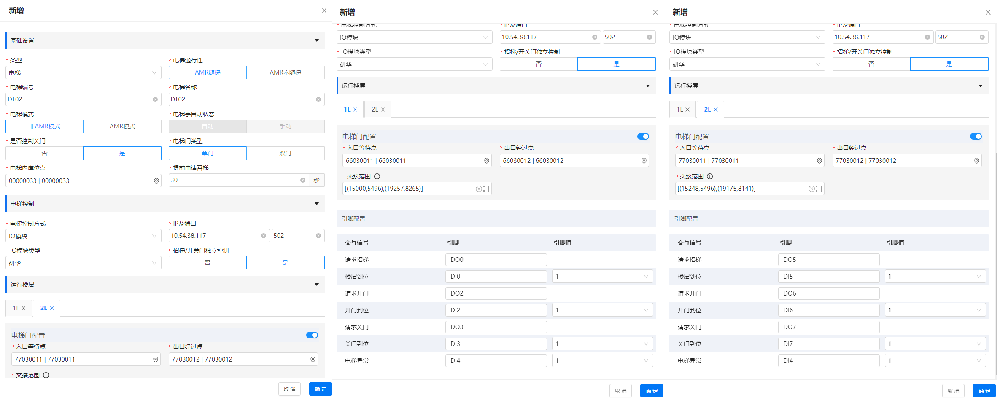 新增
基础设置
* 类型
* 电梯通行性
电梯
AMR随梯
AMR不随梯
* 电梯编号
* 电梯名称
DT02
DT02
* 电梯模式
* 电梯手自动状态
非AMR模式
AMR模式
自动
手动
* 是否控制关门
* 电梯门类型
否
是
单门
双门
* 电梯内库位点
* 提前申请召梯
00000033 | 00000033
30
秒
电梯控制
* 电梯控制方式
* IP及端口
IO模块
10.54.38.117
502
* IO模块类型
* 招梯/开关门独立控制
研华
否
是
运行楼层
1L
2L
电梯门配置
* 入口等待点
* 出口经过点
77030011 | 77030011
77030012 | 77030012
* 交接范围
取 消
确 定
新增
* 电梯控制方式
* IP及端口
IO模块
10.54.38.117
502
* IO模块类型
* 招梯/开关门独立控制
研华
否
是
运行楼层
1L
2L
电梯门配置
* 入口等待点
* 出口经过点
66030011 | 66030011
66030012 | 66030012
* 交接范围
[(15000,5496),(19257,8265)]
引脚配置
交互信号
引脚
引脚值
请求招梯
DO0
楼层到位
DI0
1
请求开门
DO2
开门到位
DI2
1
请求关门
DO3
关门到位
DI3
1
电梯异常
DI4
1
取 消
确 定
新增
* 电梯控制方式
* IP及端口
IO模块
10.54.38.117
502
* IO模块类型
* 招梯/开关门独立控制
研华
否
是
运行楼层
1L
2L
电梯门配置
* 入口等待点
* 出口经过点
77030011 | 77030011
77030012 | 77030012
* 交接范围
[(15248,5496),(19175,8141)]
引脚配置
交互信号
引脚
引脚值
请求招梯
DO5
楼层到位
DI5
1
请求开门
DO6
开门到位
DI6
1
请求关门
DO7
关门到位
DI7
1
电梯异常
DI4
1
取 消
确 定